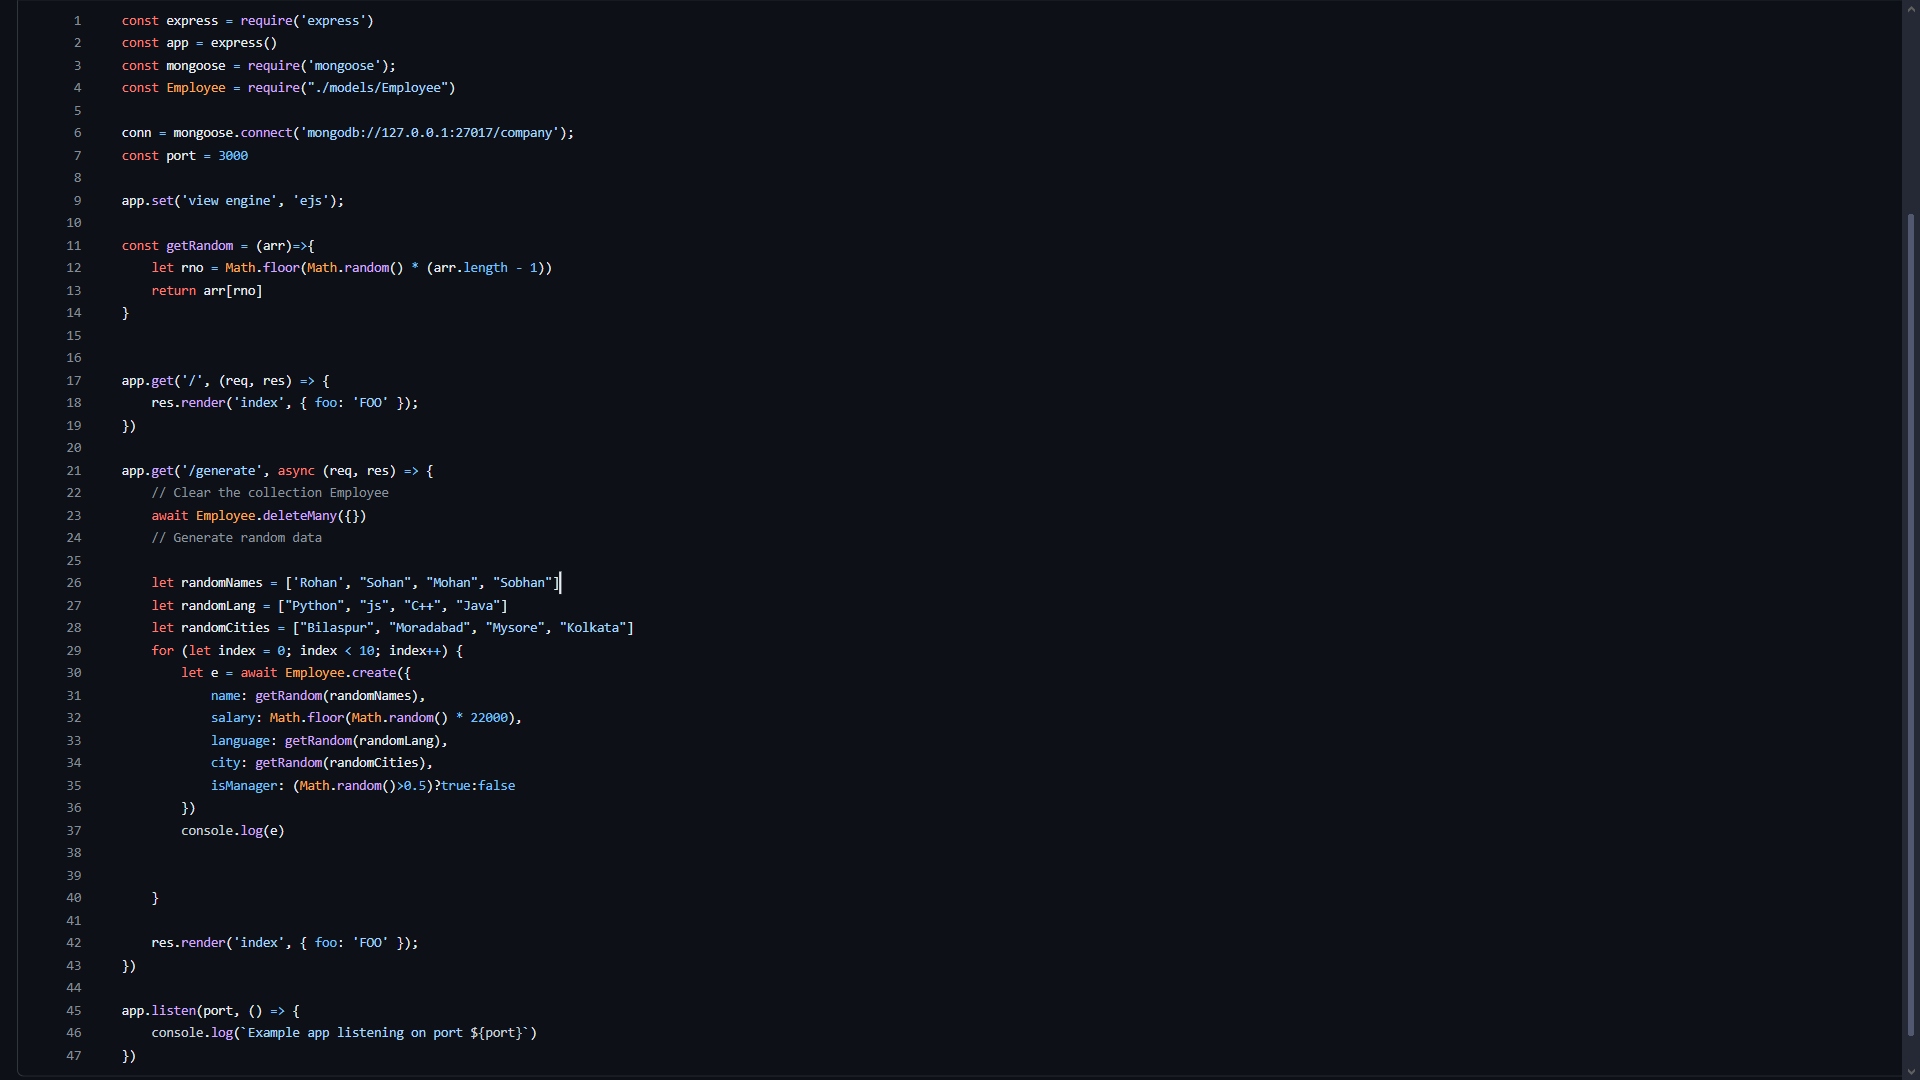 1 const express = require('express')
2 const app = express()
3 const mongoose = require('mongoose');
4 const Employee = require("./models/Employee")
5
6 conn = mongoose.connect('mongodb://127.0.0.1:27017/company');
7 const port = 3000
8
9 app.set('view engine', 'ejs');
10
11 const getRandom = (arr)=>{
12     let rno = Math.floor(Math.random() * (arr.length - 1))
13     return arr[rno]
14 }
15
16
17 app.get('/', (req, res) => {
18     res.render('index', { foo: 'FOO' });
19 })
20
21 app.get('/generate', async (req, res) => {
22     // Clear the collection Employee
23     await Employee.deleteMany({})
24     // Generate random data
25
26     let randomNames = ['Rohan', "Sohan", "Mohan", "Sobhan"]
27     let randomLang = ["Python", "js", "C++", "Java"]
28     let randomCities = ["Bilaspur", "Moradabad", "Mysore", "Kolkata"]
29     for (let index = 0; index < 10; index++) {
30         let e = await Employee.create({
31             name: getRandom(randomNames),
32             salary: Math.floor(Math.random() * 22000),
33             language: getRandom(randomLang),
34             city: getRandom(randomCities),
35             isManager: (Math.random()>0.5)?true:false
36         })
37         console.log(e)
38
39
40     }
41
42     res.render('index', { foo: 'FOO' });
43 })
44
45 app.listen(port, () => {
46     console.log(`Example app listening on port ${port}`)
47 })